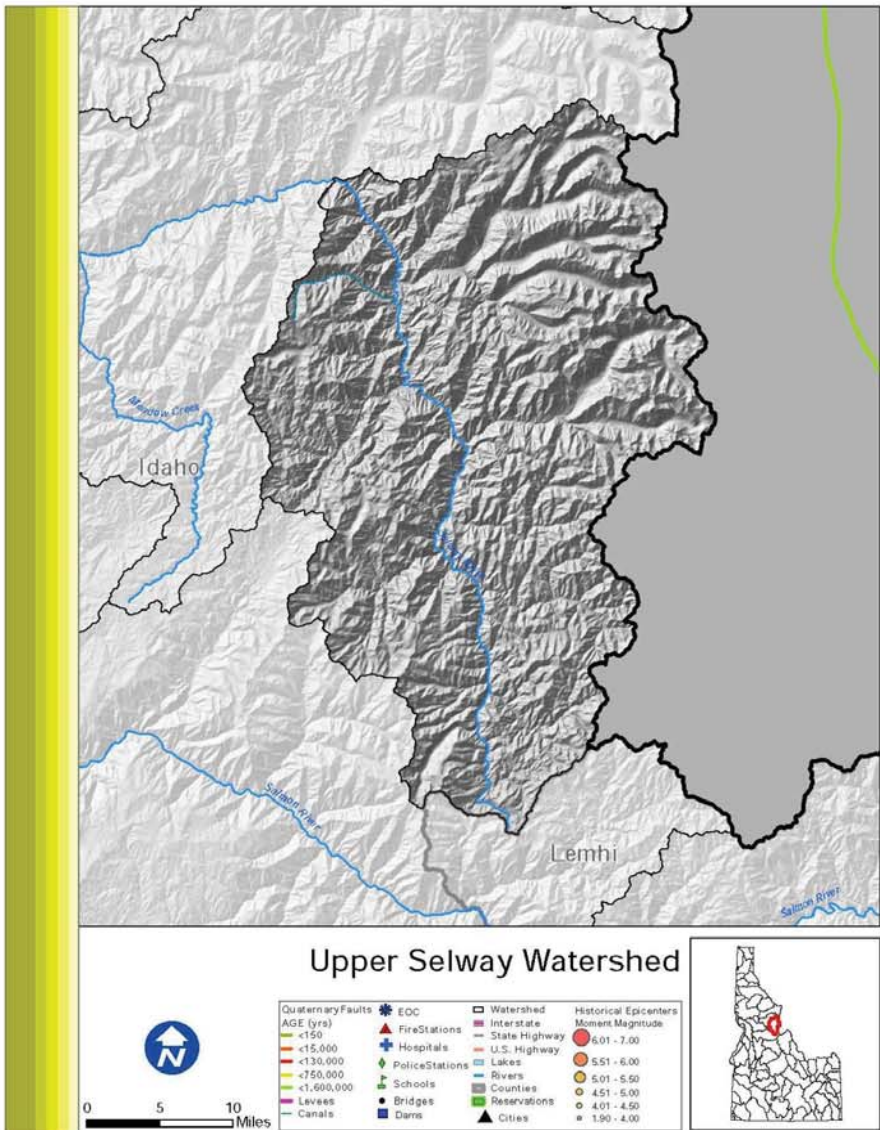 Meadow Creek
Idaho
Salmon River
Lemhi
Salmon River
Upper Selway Watershed
N
0 5 10
Miles
Quaternary Faults
AGE (yrs)
<150
<15,000
<130,000
<750,000
<1,600,000
Levees
Canals
EOC
FireStations
Hospitals
PoliceStations
Schools
Bridges
Dams
Watershed
Interstate
State Highway
U.S. Highway
Lakes
Rivers
Counties
Reservations
Cities
Historical Epicenters
Moment Magnitude
6.01 - 7.00
5.51 - 6.00
5.01 - 5.50
4.51 - 5.00
4.01 - 4.50
1.90 - 4.00